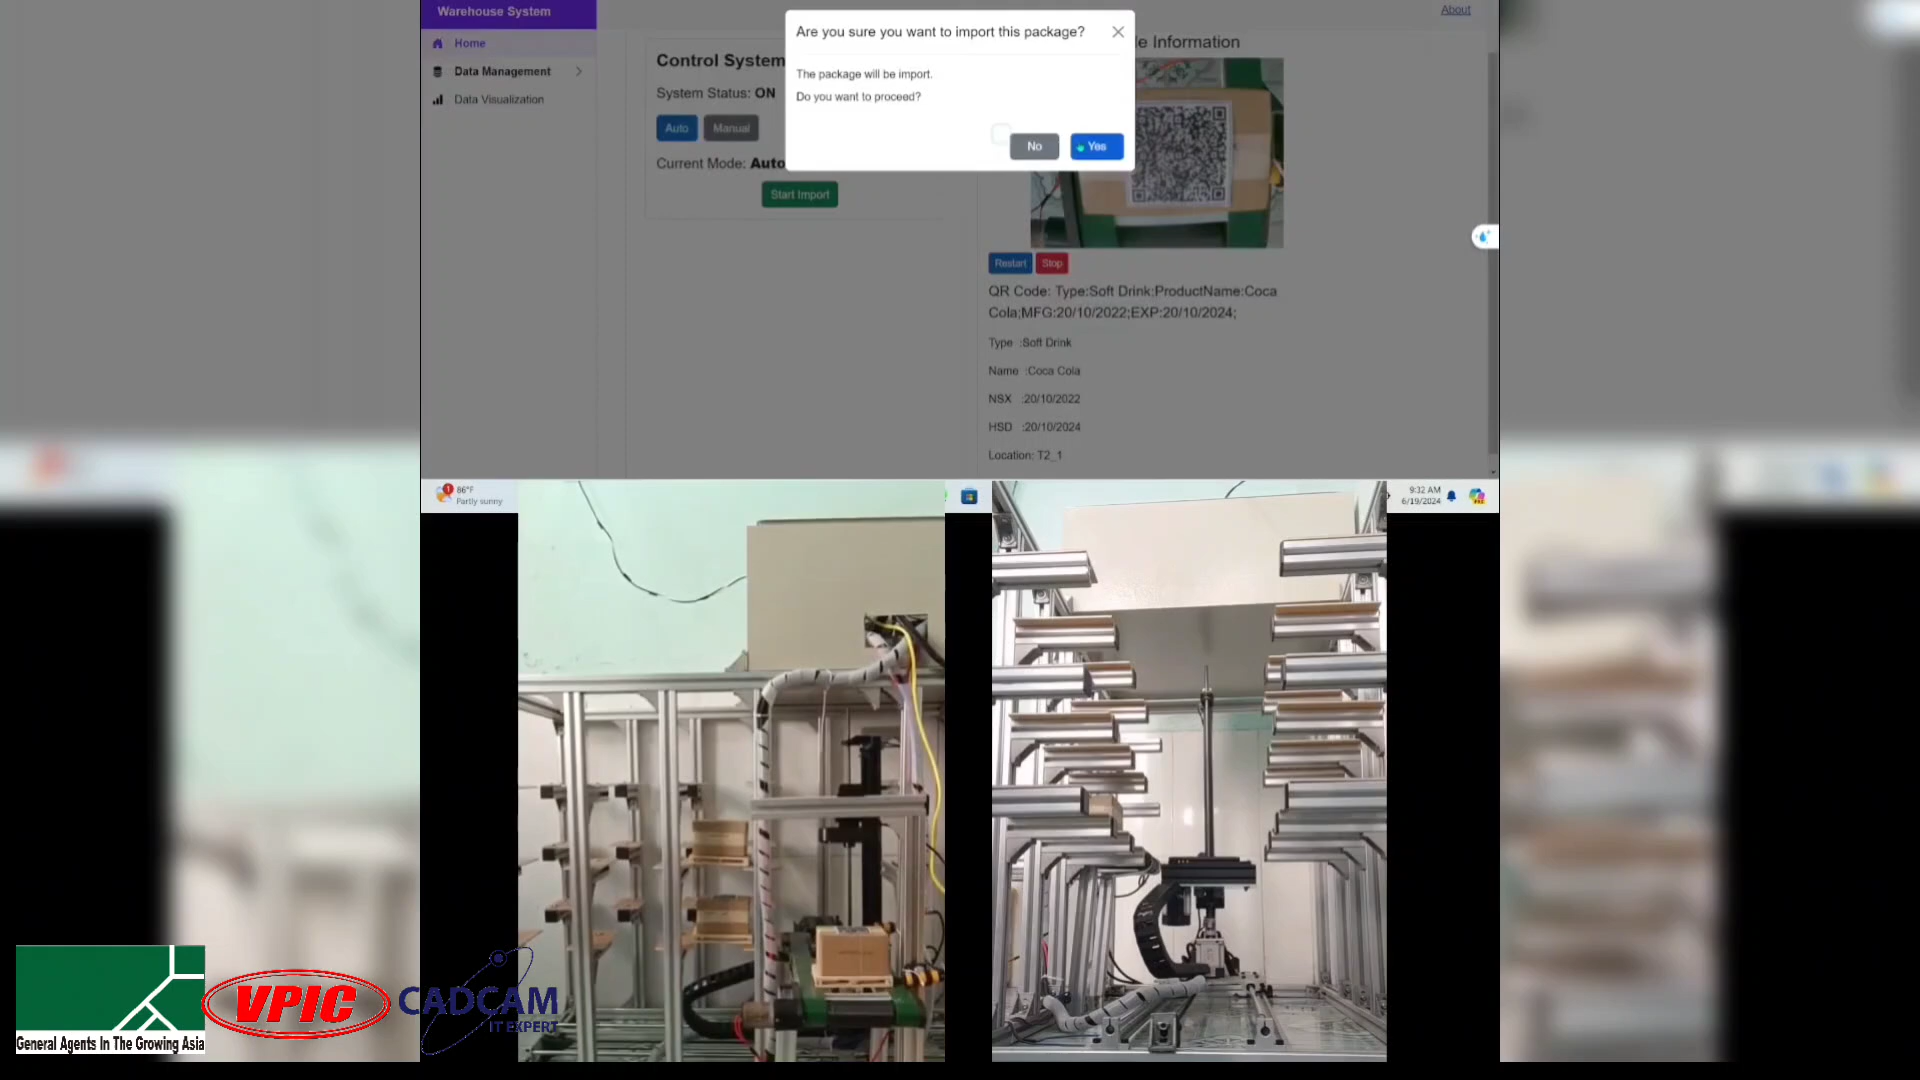 Warehouse System
Home
Data Management
Data Visualization
About
Control System
System Status: ON
Auto
Manual
Current Mode: Auto
Start Import
Are you sure you want to import this package?
The package will be import.
Do you want to proceed?
No
Yes
Information
Restart
Stop
QR Code: Type:Soft Drink;ProductName:Coca
Cola;MFG:20/10/2022;EXP:20/10/2024;
Type :Soft Drink
Name :Coca Cola
NSX :20/10/2022
HSD :20/10/2024
Location: T2_1
1
86°F
Partly sunny
9:32 AM
6/19/2024
General Agents In The Growing Asia
VPIC
CADCAM
IT EXPERT